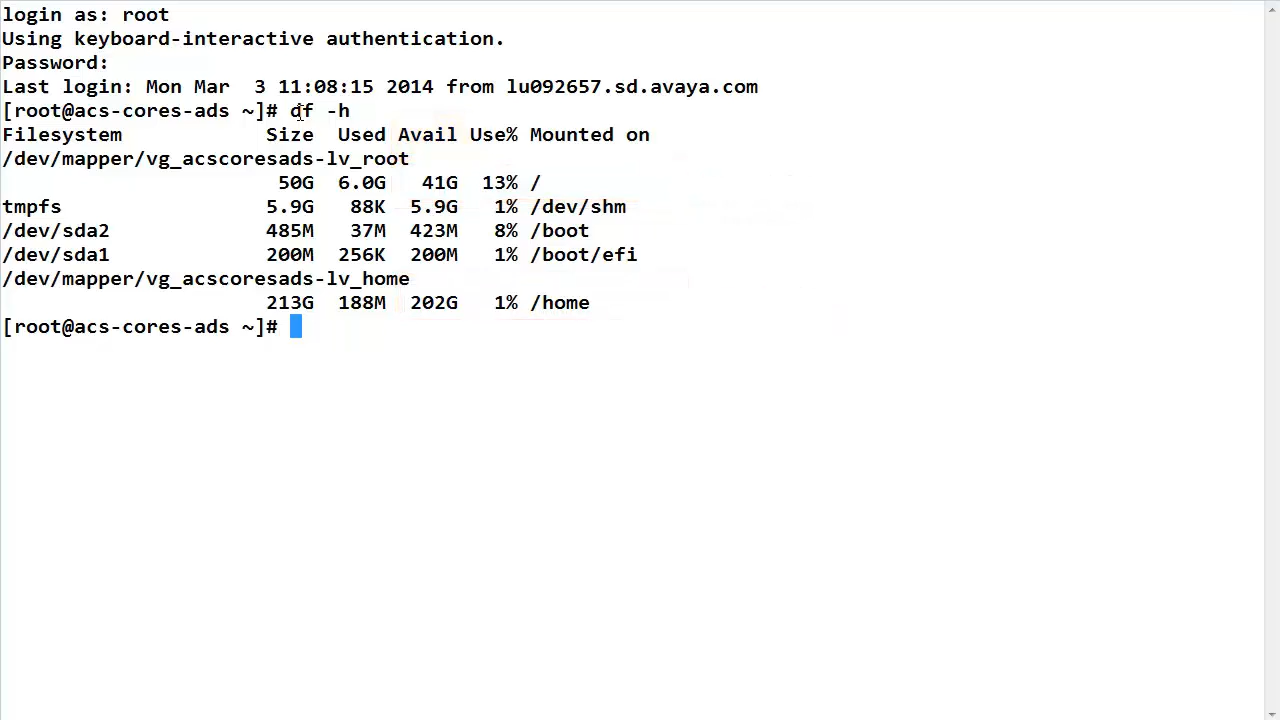 login as: root
Using keyboard-interactive authentication.
Password:
Last login: Mon Mar  3 11:08:15 2014 from lu092657.sd.avaya.com
[root@acs-cores-ads ~]# df -h
Filesystem            Size  Used Avail Use% Mounted on
/dev/mapper/vg_acscoresads-lv_root
                       50G  6.0G   41G  13% /
tmpfs                 5.9G   88K  5.9G   1% /dev/shm
/dev/sda2             485M   37M  423M   8% /boot
/dev/sda1             200M  256K  200M   1% /boot/efi
/dev/mapper/vg_acscoresads-lv_home
                      213G  188M  202G   1% /home
[root@acs-cores-ads ~]#